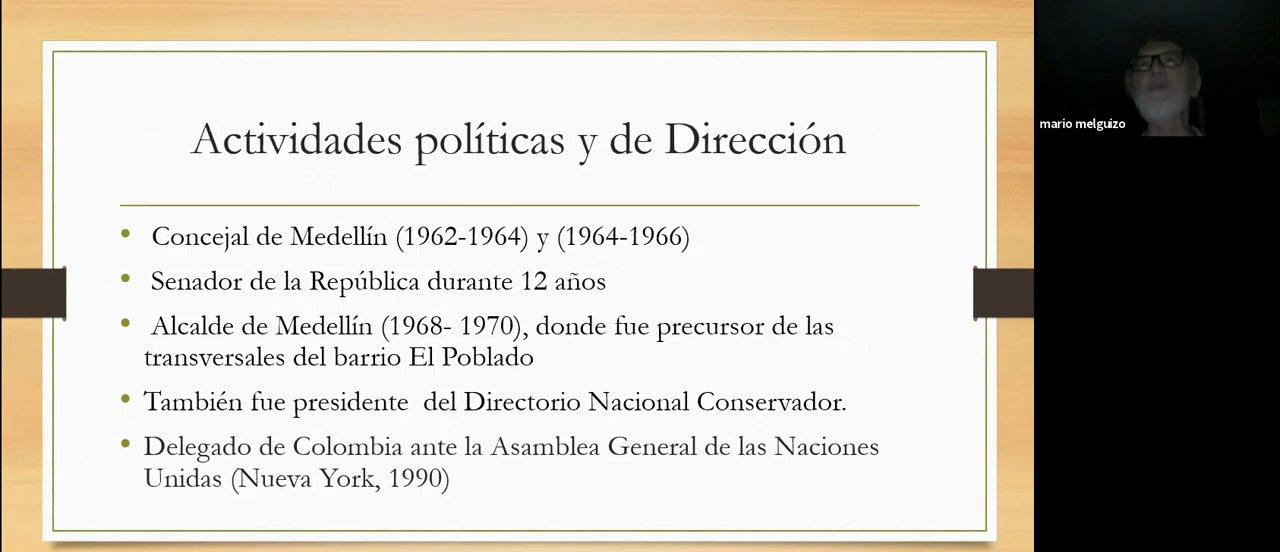 Actividades políticas y de Dirección
• Concejal de Medellín (1962-1964) y (1964-1966)
• Senador de la República durante 12 años
• Alcalde de Medellín (1968- 1970), donde fue precursor de las
transversales del barrio El Poblado
• También fue presidente  del Directorio Nacional Conservador.
• Delegado de Colombia ante la Asamblea General de las Naciones
Unidas (Nueva York, 1990)
mario melguizo